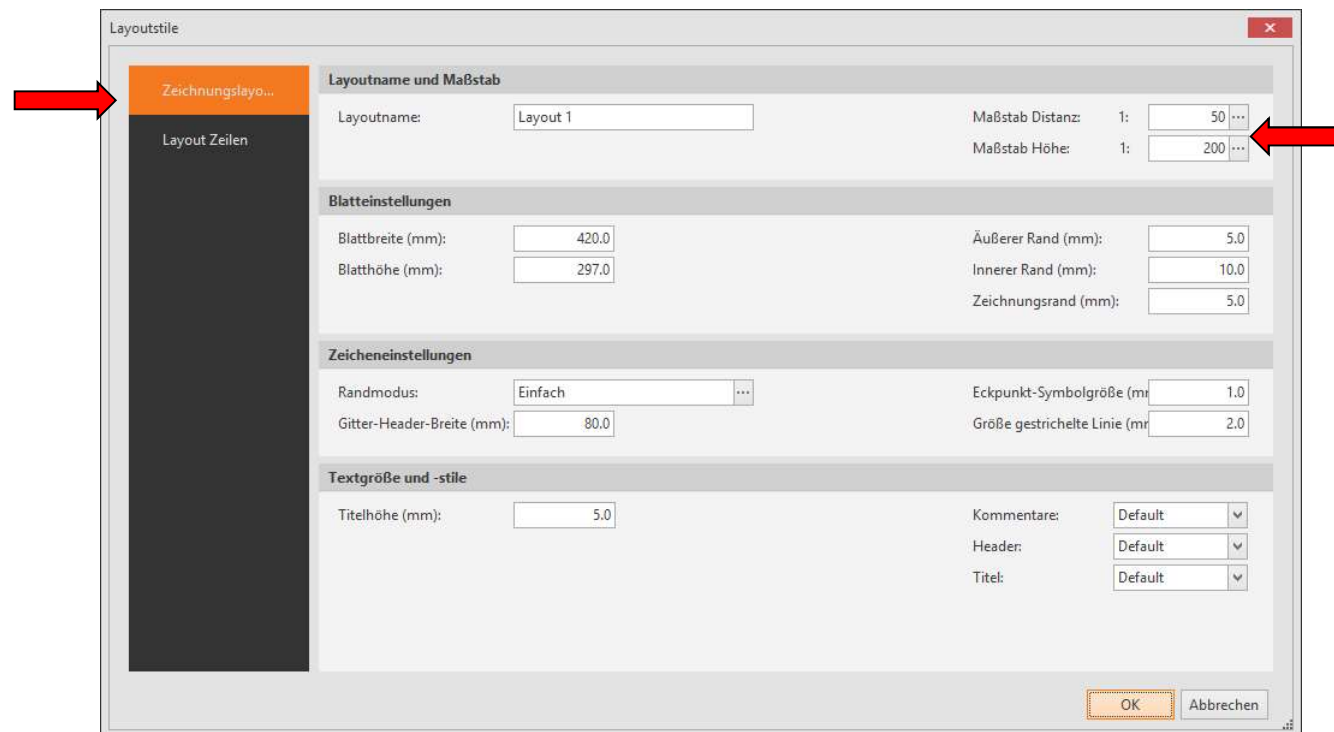 Layoutstile
Zeichnungslayo...
Layout Zeilen
Layoutname und Maßstab
Layoutname: Layout 1
Maßstab Distanz: 1: 50 ...
Maßstab Höhe: 1: 200 ...
Blatteinstellungen
Blattbreite (mm): 420.0
Äußerer Rand (mm): 5.0
Blatthöhe (mm): 297.0
Innerer Rand (mm): 10.0
Zeichnungsrand (mm): 5.0
Zeicheneinstellungen
Randmodus: Einfach ...
Eckpunkt-Symbolgröße (mr 1.0
Gitter-Header-Breite (mm): 80.0
Größe gestrichelte Linie (mr 2.0
Textgröße und -stile
Titelhöhe (mm): 5.0
Kommentare: Default
Header: Default
Titel: Default
OK
Abbrechen